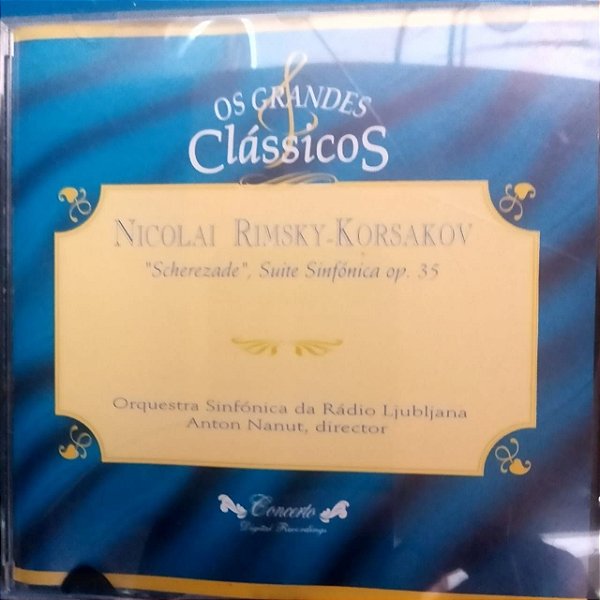 OS GRANDES
Clássicos
NICOLAI RIMSKY-KORSAKOV
"Scherezade", Suite Sinfónica op. 35
Orquestra Sinfónica da Rádio Ljubljana
Anton Nanut, director
Concerto
Digital Recordings